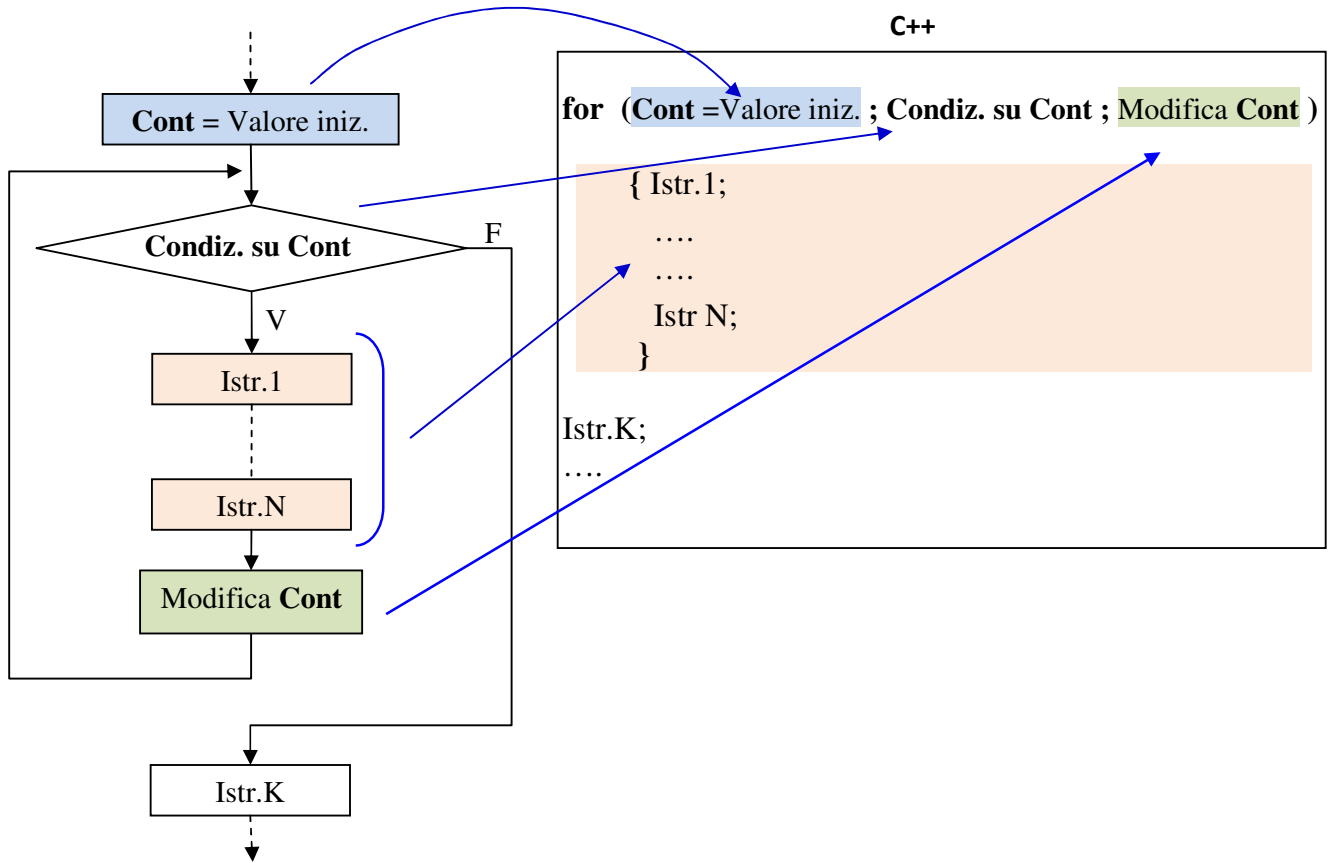 Cont = Valore iniz.
Condiz. su Cont
F
V
Istr.1
Istr.N
Modifica Cont
Istr.K
C++
for (Cont =Valore iniz. ; Condiz. su Cont ; Modifica Cont )
{ Istr.1;
….
….
Istr N;
}
Istr.K;
….